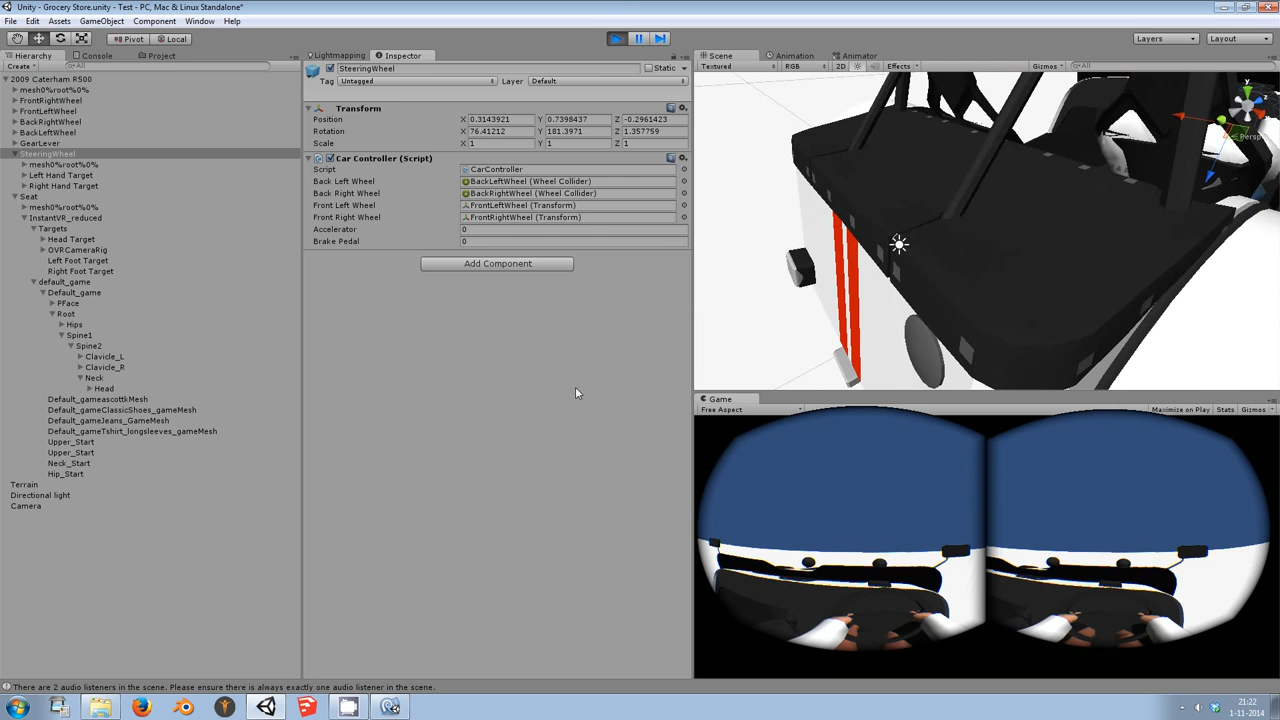 Unity - Grocery Store.unity - Test - PC, Mac & Linux Standalone*
File Edit Assets GameObject Component Window Help
Pivot Local Layers Layout
Hierarchy Console Project
Create All
2009 Caterham R500
mesh0%root%0%
FrontRightWheel
FrontLeftWheel
BackRightWheel
BackLeftWheel
GearLever
SteeringWheel
mesh0%root%0%
Left Hand Target
Right Hand Target
Seat
mesh0%root%0%
InstantVR_reduced
Targets
Head Target
OVRCameraRig
Left Foot Target
Right Foot Target
default_game
Default_game
PFace
Root
Hips
Spine1
Spine2
Clavicle_L
Clavicle_R
Neck
Head
Default_gameascottkMesh
Default_gameClassicShoes_gameMesh
Default_gameJeans_GameMesh
Default_gameTshirt_longsleeves_gameMesh
Upper_Start
Upper_Start
Neck_Start
Hip_Start
Terrain
Directional light
Camera
Lightmapping Inspector
SteeringWheel Static
Tag Untagged Layer Default
Transform
Position X 0.3143921 Y 0.7398437 Z -0.2961423
Rotation X 76.41212 Y 181.3971 Z 1.357759
Scale X 1 Y 1 Z 1
Car Controller (Script)
Script CarController
Back Left Wheel BackLeftWheel (Wheel Collider)
Back Right Wheel BackRightWheel (Wheel Collider)
Front Left Wheel FrontLeftWheel (Transform)
Front Right Wheel FrontRightWheel (Transform)
Accelerator 0
Brake Pedal 0
Add Component
Scene Animation Animator
Textured RGB 2D Effects Gizmos All
y
z
Persp
Game
Free Aspect Maximize on Play Stats Gizmos
There are 2 audio listeners in the scene. Please ensure there is always exactly one audio listener in the scene.
21:22
1-11-2014